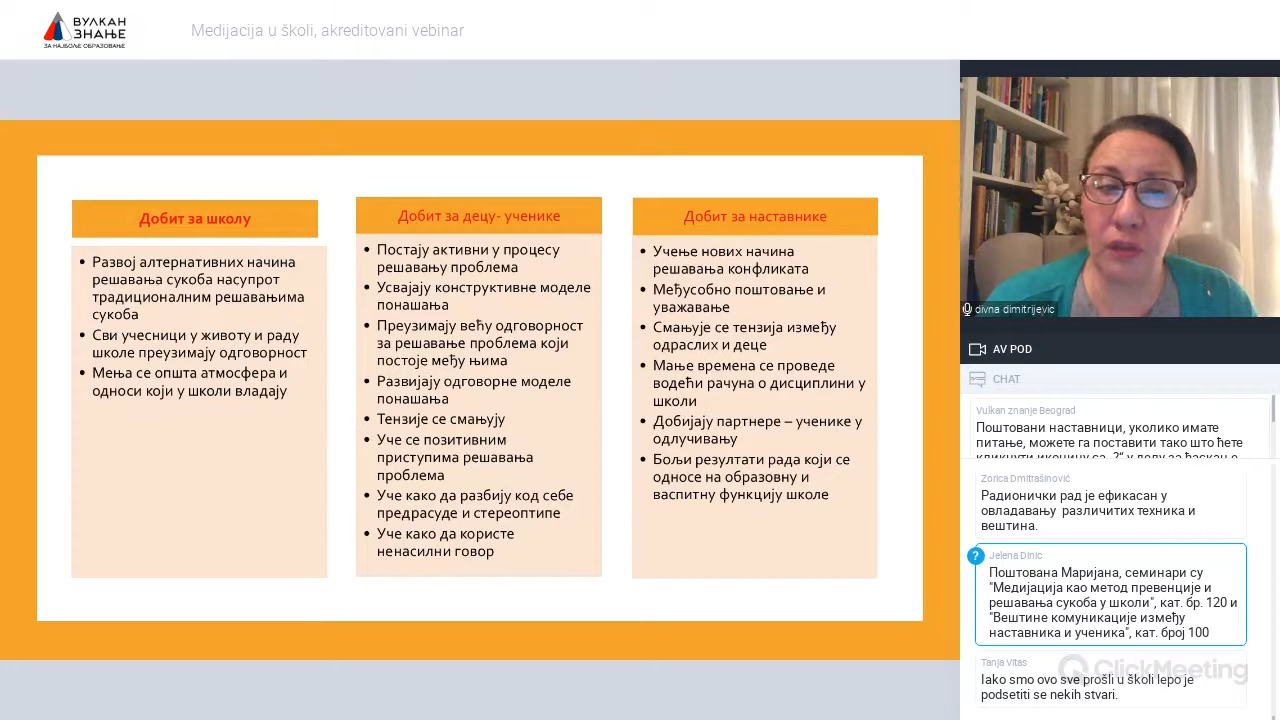 ВУЛКАН
ЗНАЊЕ
ЗА НАЈБОЉЕ ОБРАЗОВАЊЕ
Medijacija u školi, akreditovani vebinar
Добит за школу
Развој алтернативних начина
решавања сукоба насупрот
традиционалним решавањима
сукоба
Сви учесници у животу и раду
школе преузимају одговорност
Мења се општа атмосфера и
односи који у школи владају
Добит за децу- ученике
Постају активни у процесу
решавању проблема
Усвајају конструктивне моделе
понашања
Преузимају већу одговорност
за решавање проблема који
постоје међу њима
Развијају одговорне моделе
понашања
Тензије се смањују
Уче се позитивним
приступима решавања
проблема
Уче како да разбију код себе
предрасуде и стереоптипе
Уче како да користе
ненасилни говор
Добит за наставнике
Учење нових начина
решавања конфликата
Међусобно поштовање и
уважавање
Смањује се тензија између
одраслих и деце
Мање времена се проведе
водећи рачуна о дисциплини у
школи
Добијају партнере – ученике у
одлучивању
Бољи резултати рада који се
односе на образовну и
васпитну функцију школе
divna dimitrijevic
AV POD
CHAT
Vulkan znanje Beograd
Поштовани наставници, уколико имате
питање, можете га поставити тако што ћете
кликнути иконицу са „?“ у делу за ћаскање
Zorica Dmitrašinović
Радионички рад је ефикасан у
овладавању различитих техника и
вештина.
?
Jelena Dinic
Поштована Маријана, семинари су
"Медијација као метод превенције и
решавања сукоба у школи", кат. бр. 120 и
"Вештине комуникације између
наставника и ученика", кат. број 100
Tanja Vitas
Iako smo ovo sve prošli u školi lepo je
podsetiti se nekih stvari.
ClickMeeting